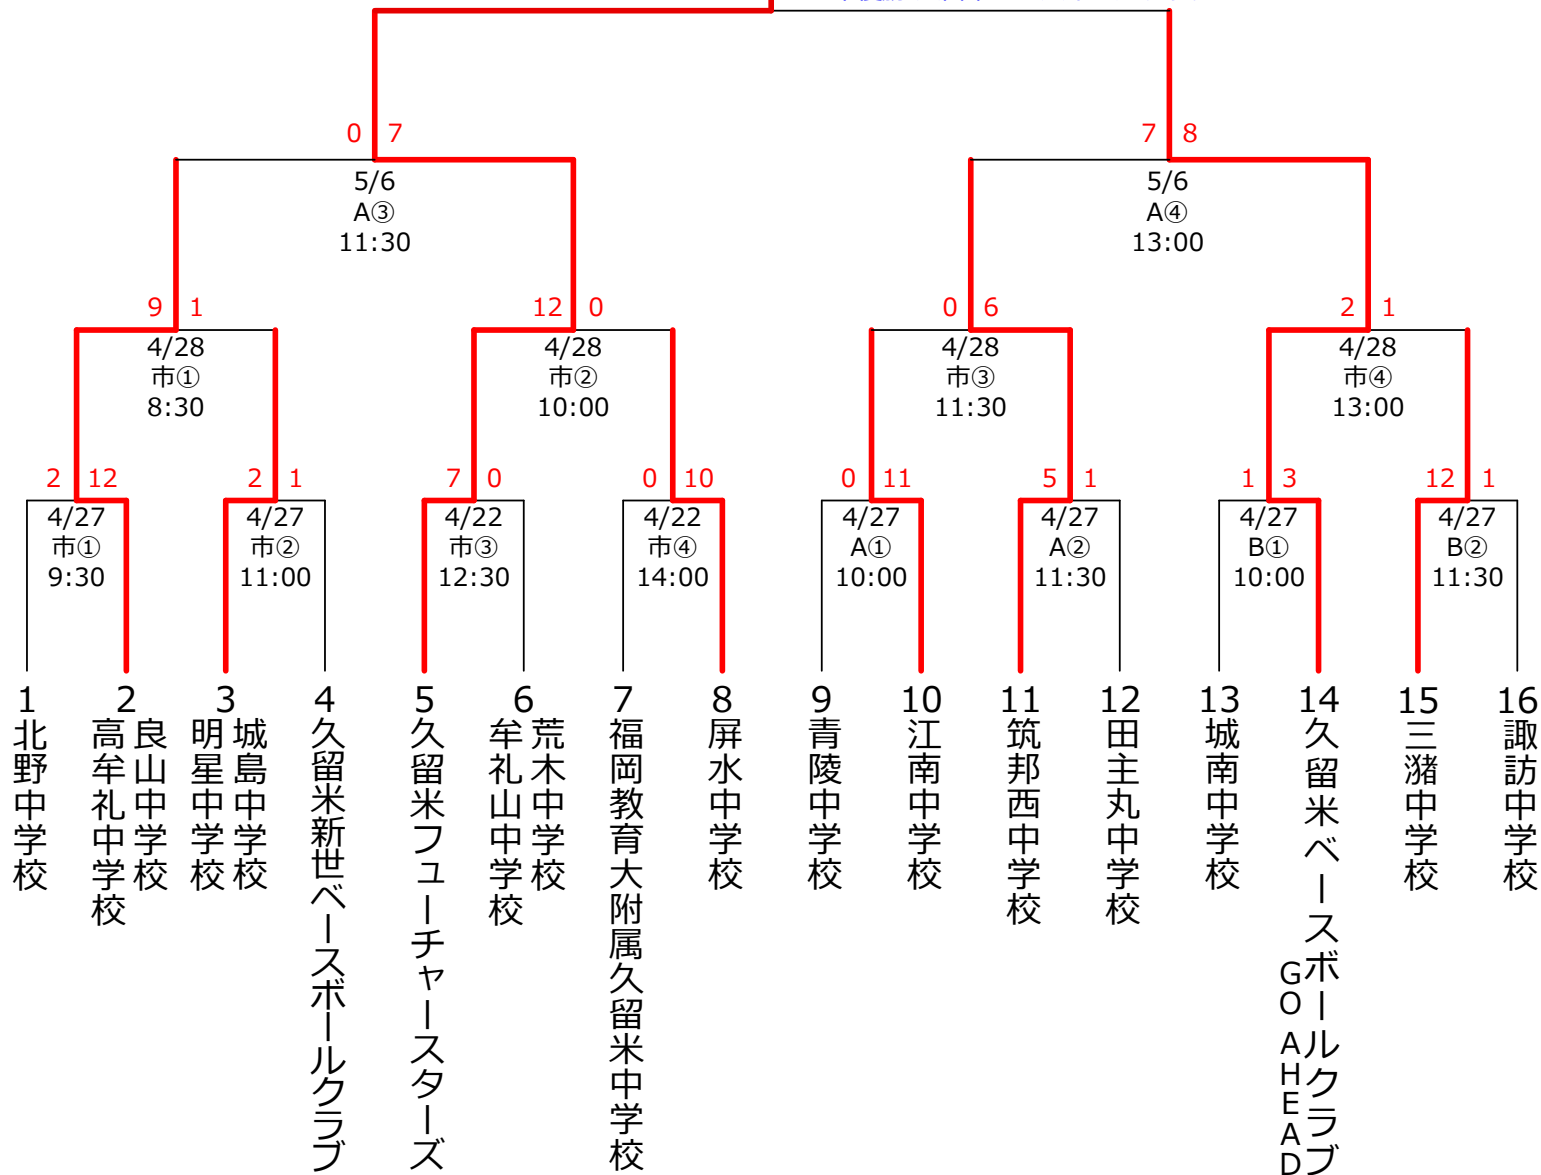 0 7
7 8
5/6
A③
11:30
5/6
A④
13:00
9 1
12 0
0 6
2 1
4/28
市①
8:30
4/28
市②
10:00
4/28
市③
11:30
4/28
市④
13:00
2 12
2 1
7 0
0 10
0 11
5 1
1 3
12 1
4/27
市①
9:30
4/27
市②
11:00
4/22
市③
12:30
4/22
市④
14:00
4/27
A①
10:00
4/27
A②
11:30
4/27
B①
10:00
4/27
B②
11:30
1
北野中学校
2
良山中学校
高牟礼中学校
3
城島中学校
明星中学校
4
久留米新世ベースボールクラブ
5
久留米フューチャースターズ
6
荒木中学校
牟礼山中学校
7
福岡教育大附属久留米中学校
8
屏水中学校
9
青陵中学校
10
江南中学校
11
筑邦西中学校
12
田主丸中学校
13
城南中学校
14
久留米ベースボールクラブ
GO AHEAD
15
三潴中学校
16
諏訪中学校